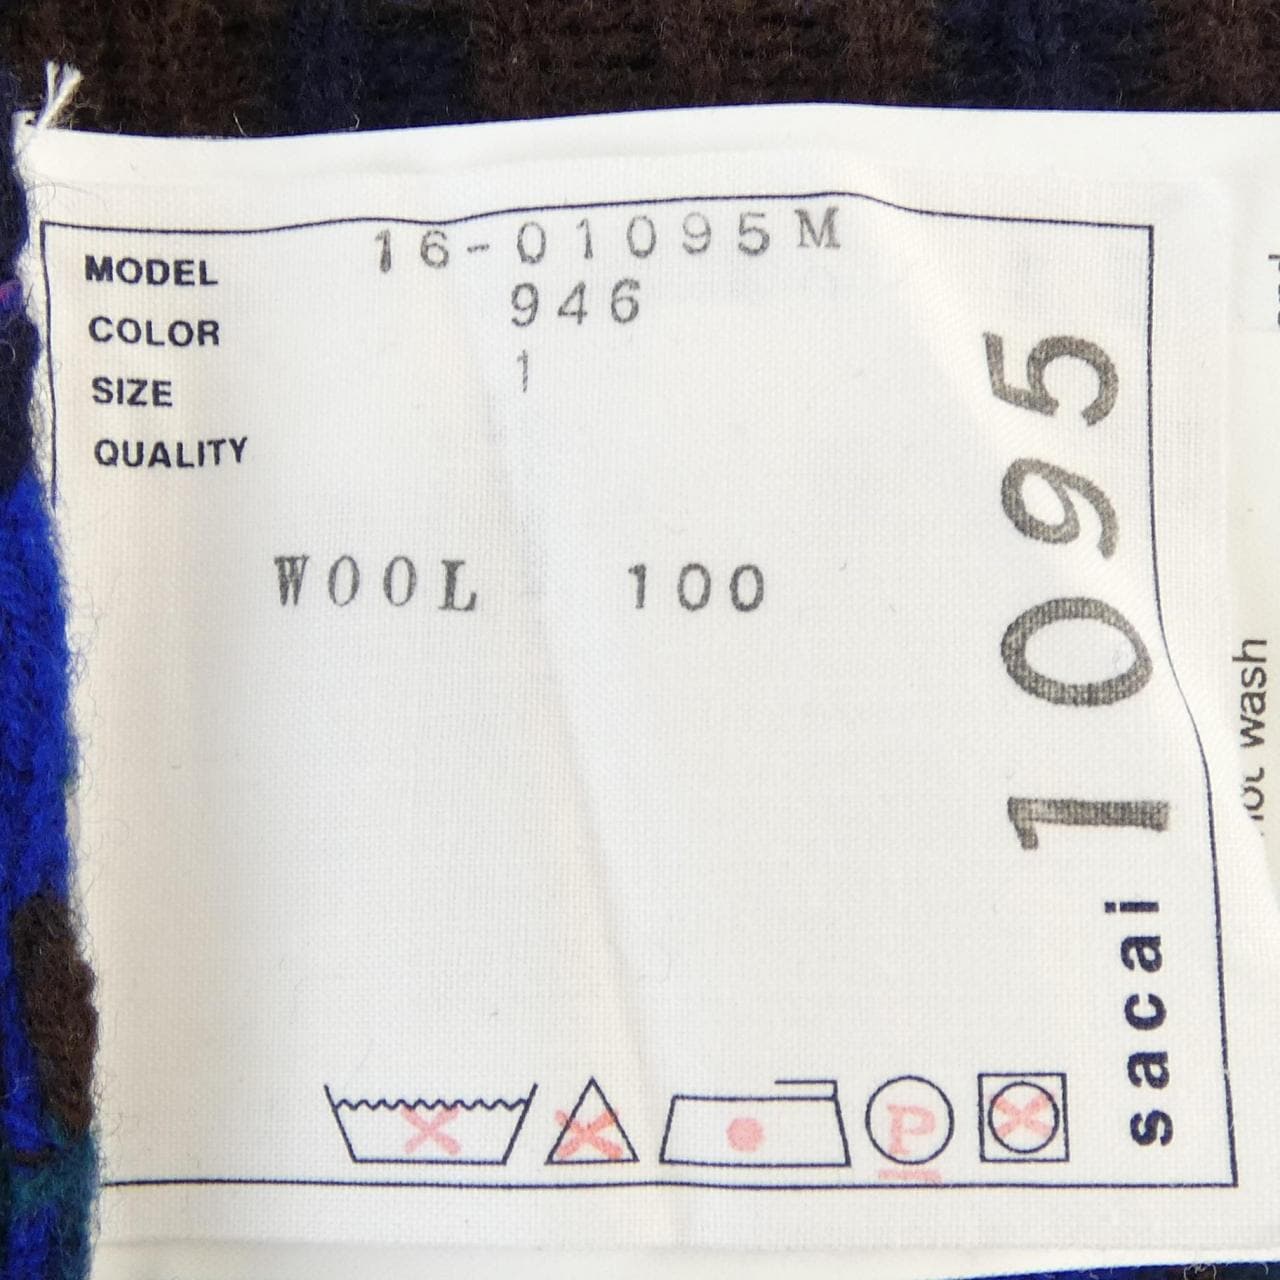 MODEL 16-01095M
COLOR 946
SIZE 1
QUALITY
WOOL 100
sacai 1095
P
wash